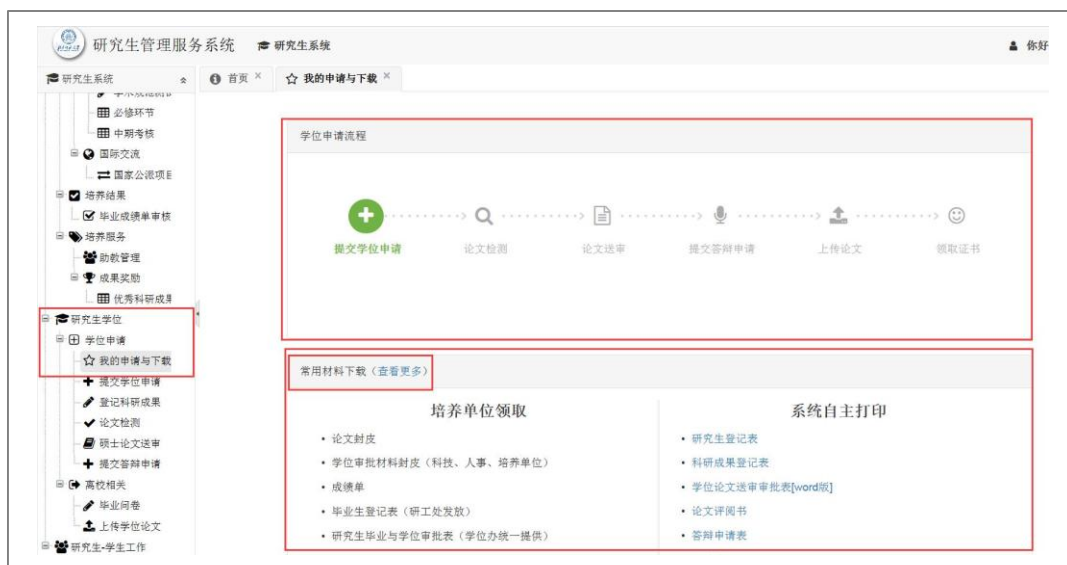 研究生管理服务系统 研究生系统 你好
研究生系统 首页 × 我的申请与下载 ×
必修环节
中期考核
国际交流
国家公派项目
培养结果
毕业成绩单审核
培养服务
助教管理
成果奖励
优秀科研成果
研究生学位
学位申请
我的申请与下载
提交学位申请
登记科研成果
论文检测
硕士论文送审
提交答辩申请
离校相关
毕业问卷
上传学位论文
研究生-学生工作
学位申请流程
提交学位申请 论文检测 论文送审 提交答辩申请 上传论文 领取证书
常用材料下载（查看更多）
培养单位领取
• 论文封皮
• 学位审批材料封皮（科技、人事、培养单位）
• 成绩单
• 毕业生登记表（研工处发放）
• 研究生毕业与学位审批表（学位办统一提供）
系统自主打印
• 研究生登记表
• 科研成果登记表
• 学位论文送审审批表[word版]
• 论文评阅书
• 答辩申请表